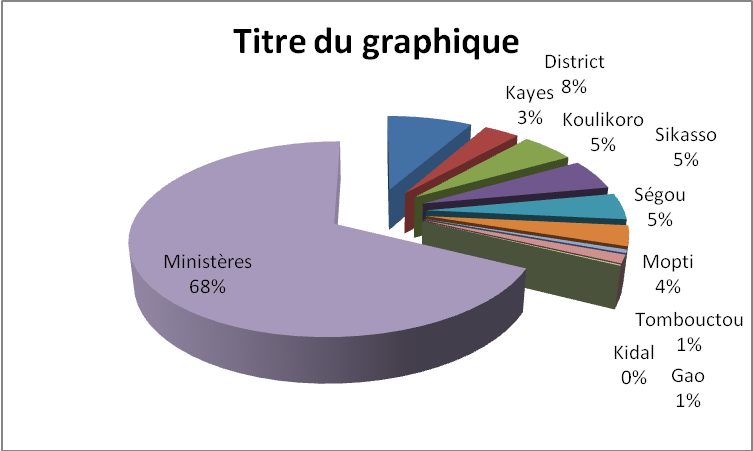 Titre du graphique
District
8%
Kayes
3%
Koulikoro
5%
Sikasso
5%
Ségou
5%
Mopti
4%
Tombouctou
1%
Gao
1%
Kidal
0%
Ministères
68%